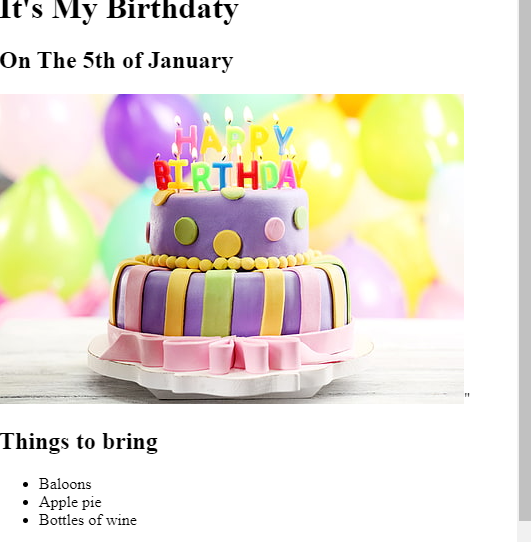 It's My Birthdaty
On The 5th of January
HAPPY
BIRTHDAY
"
Things to bring
Baloons
Apple pie
Bottles of wine